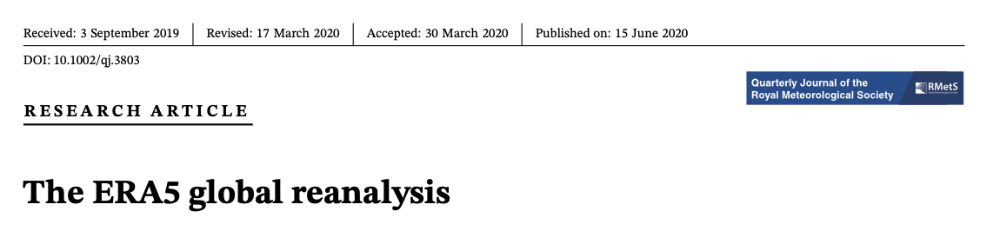 Received: 3 September 2019 Revised: 17 March 2020 Accepted: 30 March 2020 Published on: 15 June 2020
DOI: 10.1002/qj.3803
Quarterly Journal of the
Royal Meteorological Society
RMetS
RESEARCH ARTICLE
The ERA5 global reanalysis